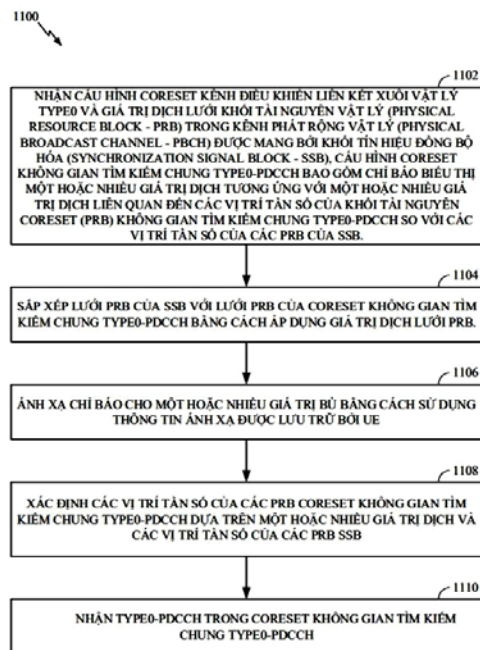 1100
1102
NHẬN CẤU HÌNH CORESET KÊNH ĐIỀU KHIỂN LIÊN KẾT XUÔI VẬT LÝ
TYPE0 VÀ GIÁ TRỊ DỊCH LƯỚI KHỐI TÀI NGUYÊN VẬT LÝ (PHYSICAL
RESOURCE BLOCK - PRB) TRONG KÊNH PHÁT RỘNG VẬT LÝ (PHYSICAL
BROADCAST CHANNEL - PBCH) ĐƯỢC MANG BỞI KHỐI TÍN HIỆU ĐỒNG BỘ
HÓA (SYNCHRONIZATION SIGNAL BLOCK - SSB), CẤU HÌNH CORESET
KHÔNG GIAN TÌM KIẾM CHUNG TYPE0-PDCCH BAO GỒM CHỈ BÁO BIỂU THỊ
MỘT HOẶC NHIỀU GIÁ TRỊ DỊCH TƯƠNG ỨNG VỚI MỘT HOẶC NHIỀU GIÁ
TRỊ DỊCH LIÊN QUAN ĐẾN CÁC VỊ TRÍ TẦN SỐ CỦA KHỐI TÀI NGUYÊN
CORESET (PRB) KHÔNG GIAN TÌM KIẾM CHUNG TYPE0-PDCCH SO VỚI CÁC
VỊ TRÍ TẦN SỐ CỦA CÁC PRB CỦA SSB.
1104
SẮP XẾP LƯỚI PRB CỦA SSB VỚI LƯỚI PRB CỦA CORESET KHÔNG GIAN TÌM
KIẾM CHUNG TYPE0-PDCCH BẰNG CÁCH ÁP DỤNG GIÁ TRỊ DỊCH LƯỚI PRB.
1106
ÁNH XẠ CHỈ BÁO CHO MỘT HOẶC NHIỀU GIÁ TRỊ BÙ BẰNG CÁCH SỬ DỤNG
THÔNG TIN ÁNH XẠ ĐƯỢC LƯU TRỮ BỞI UE
1108
XÁC ĐỊNH CÁC VỊ TRÍ TẦN SỐ CỦA CÁC PRB CORESET KHÔNG GIAN TÌM
KIẾM CHUNG TYPE0-PDCCH DỰA TRÊN MỘT HOẶC NHIỀU GIÁ TRỊ DỊCH VÀ
CÁC VỊ TRÍ TẦN SỐ CỦA CÁC PRB SSB
1110
NHẬN TYPE0-PDCCH TRONG CORESET KHÔNG GIAN TÌM KIẾM
CHUNG TYPE0-PDCCH